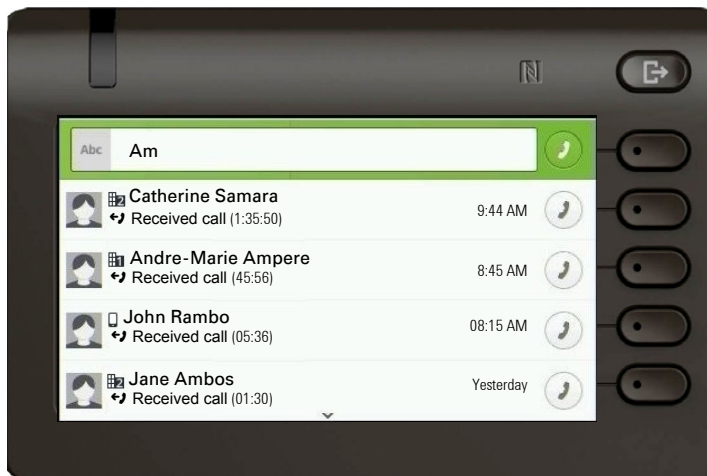 Abc Am
Catherine Samara
Received call (1:35:50) 9:44 AM
Andre-Marie Ampere
Received call (45:56) 8:45 AM
John Rambo
Received call (05:36) 08:15 AM
Jane Ambos
Received call (01:30) Yesterday